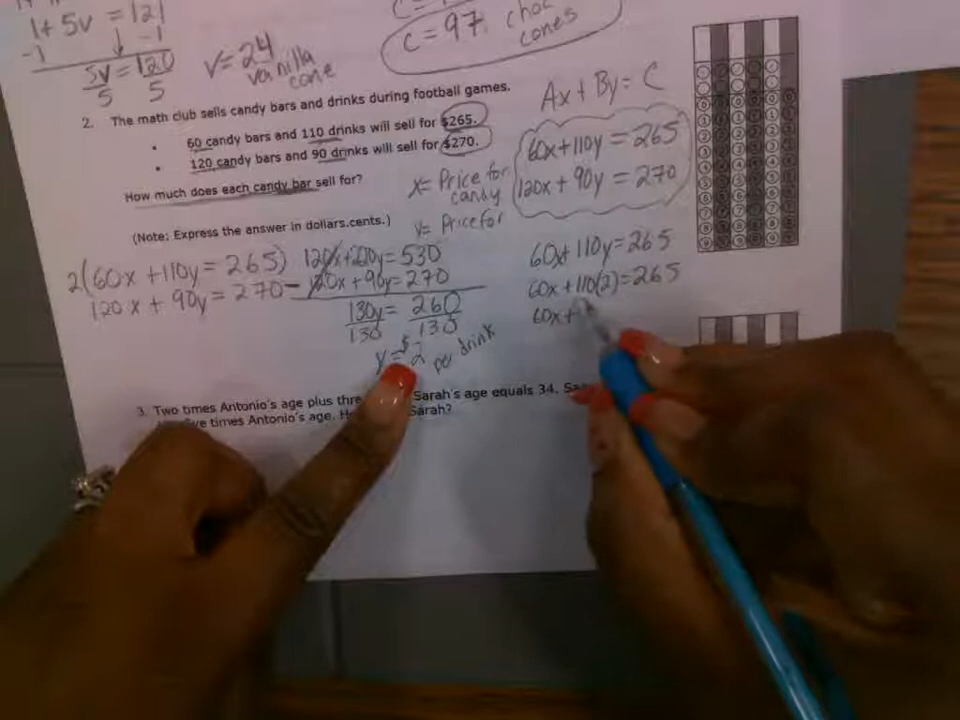 1+ 5v = 121
-1 -1
5v = 120
5 5
v = 24
vanilla
cone
c = 97. choc
cones
2. The math club sells candy bars and drinks during football games.
• 60 candy bars and 110 drinks will sell for $265.
• 120 candy bars and 90 drinks will sell for $270.
How much does each candy bar sell for?
(Note: Express the answer in dollars.cents.)
Ax + By = C
60x+110y = 265
120x + 90y = 270
x = Price for
candy
y = Price for
2(60x +110y = 265)
120x + 90y = 270
120x+220y = 530
- 120x + 90y = 270
130y = 260
130 130
y = $2 per drink
60x+ 110y = 265
60x + 110(2) = 265
60x +
3. Two times Antonio's age plus Sarah's age equals 34.
times Antonio's age. Sarah?